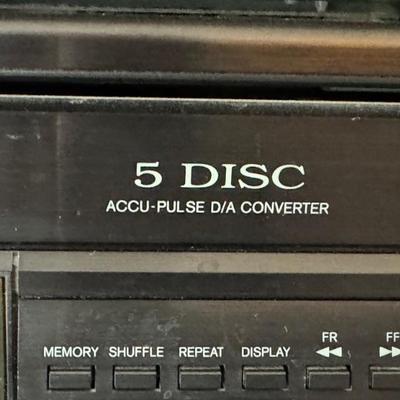 5 DISC
ACCU-PULSE D/A CONVERTER
FR FF
MEMORY SHUFFLE REPEAT DISPLAY